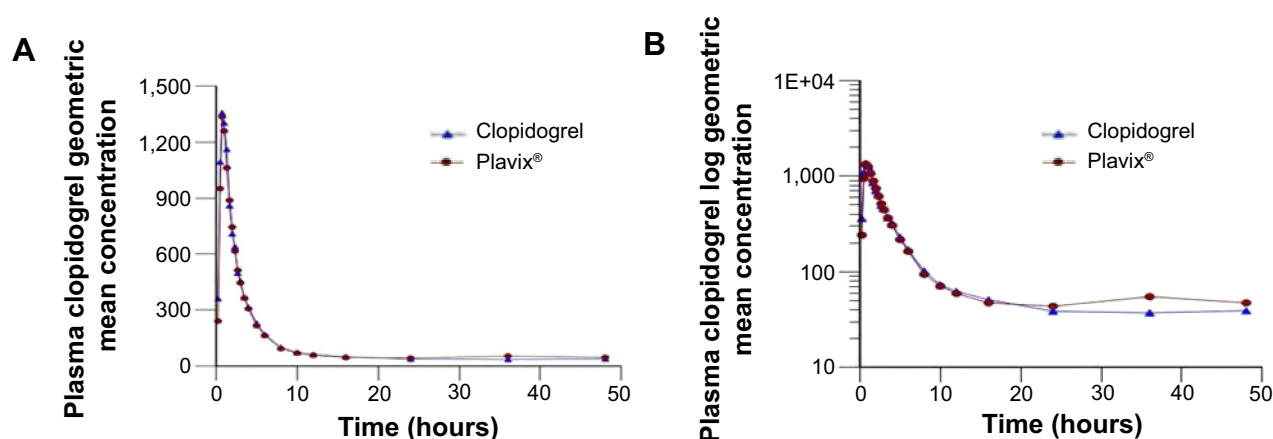 A
Plasma clopidogrel geometric
mean concentration
1,500
1,200
900
600
300
0
0 10 20 30 40 50
Time (hours)
Clopidogrel
Plavix®
B
Plasma clopidogrel log geometric
mean concentration
1E+04
1,000
100
10
0 10 20 30 40 50
Time (hours)
Clopidogrel
Plavix®